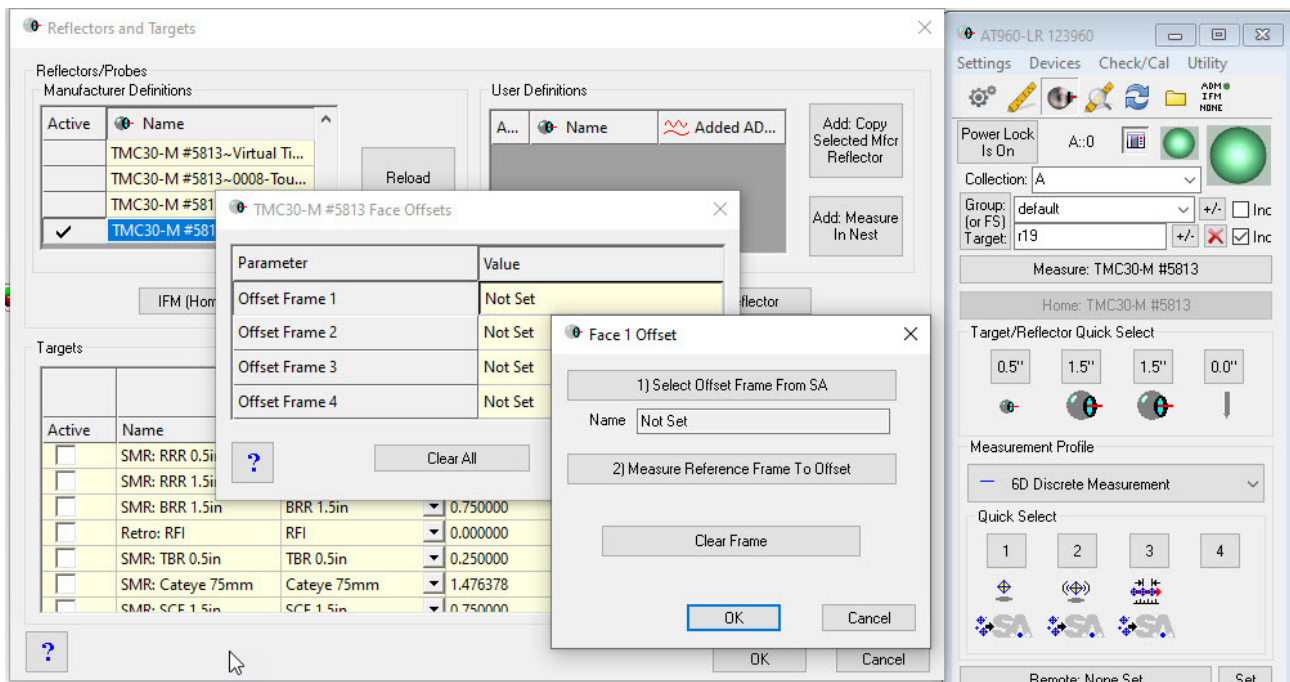 Reflectors and Targets
Reflectors/Probes
Manufacturer Definitions
Active Name
TMC30-M #5813~Virtual Ti...
TMC30-M #5813~0008-Tou...
TMC30-M #581
TMC30-M #581
Reload
User Definitions
A... Name Added AD...
Add: Copy
Selected Mfcr
Reflector
Add: Measure
In Nest
IFM (Hom
eflector
TMC30-M #5813 Face Offsets
Parameter Value
Offset Frame 1 Not Set
Offset Frame 2 Not Set
Offset Frame 3 Not Set
Offset Frame 4 Not Set
? Clear All
Face 1 Offset
1) Select Offset Frame From SA
Name Not Set
2) Measure Reference Frame To Offset
Clear Frame
OK Cancel
Targets
Active Name
SMR: RRR 0.5i
SMR: RRR 1.5i
SMR: BRR 1.5in BRR 1.5in 0.750000
Retro: RFI RFI 0.000000
SMR: TBR 0.5in TBR 0.5in 0.250000
SMR: Cateye 75mm Cateye 75mm 1.476378
SMR: SCE 1.5in SCE 1.5in 0.750000
? OK Cancel
AT960-LR 123960
Settings Devices Check/Cal Utility
ADM
IFM
NONE
Power Lock
Is On
A::0
Collection: A
Group:
(or FS)
default +/- Inc
Target: r19 +/- Inc
Measure: TMC30-M #5813
Home: TMC30-M #5813
Target/Reflector Quick Select
0.5" 1.5" 1.5" 0.0"
Measurement Profile
6D Discrete Measurement
Quick Select
1 2 3 4
SA SA SA
Remote: None Set Set